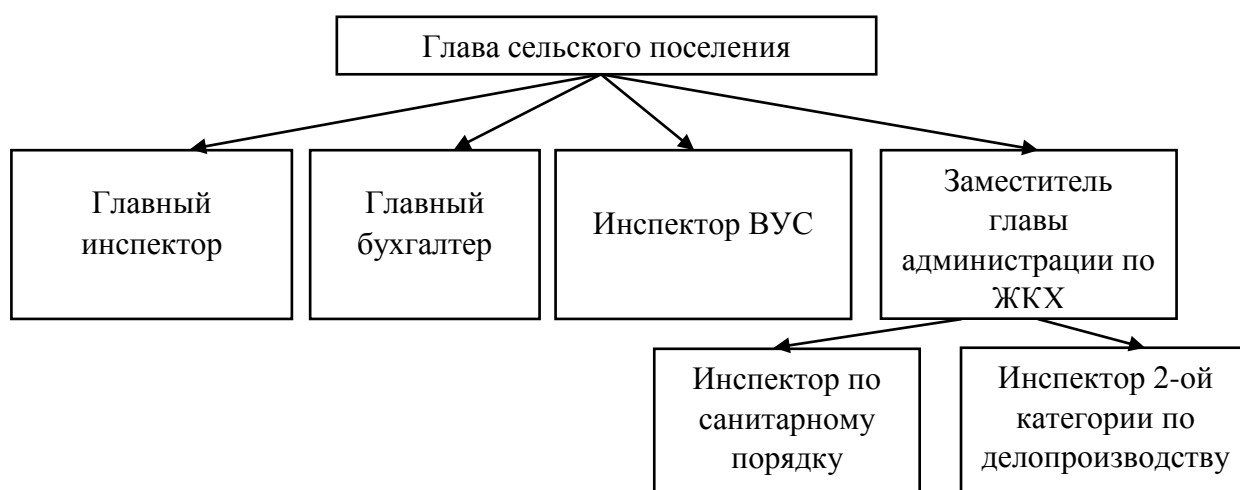 Глава сельского поселения
Главный
инспектор
Главный
бухгалтер
Инспектор ВУС
Заместитель
главы
администрации по
ЖКХ
Инспектор по
санитарному
порядку
Инспектор 2-ой
категории по
делопроизводству